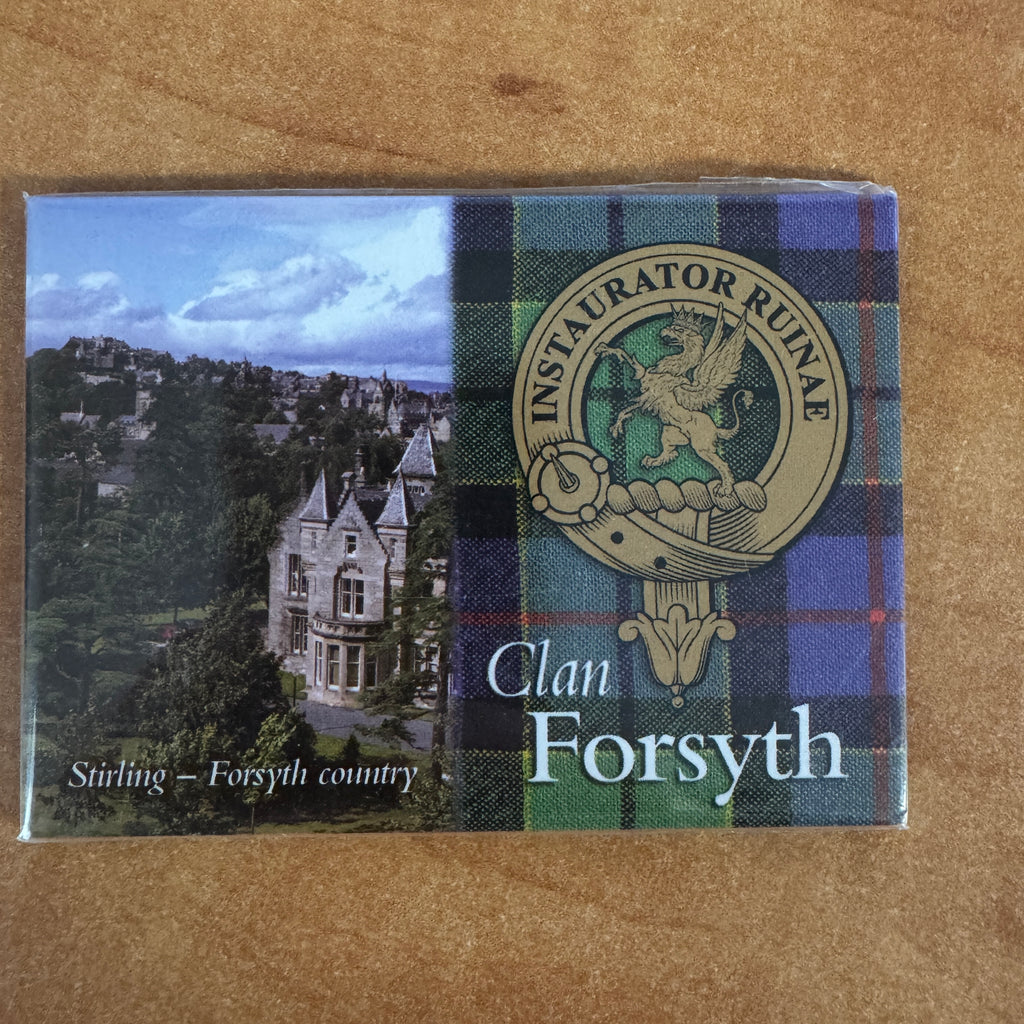 INSTAURATOR RUINAE
Clan
Forsyth
Stirling – Forsyth country